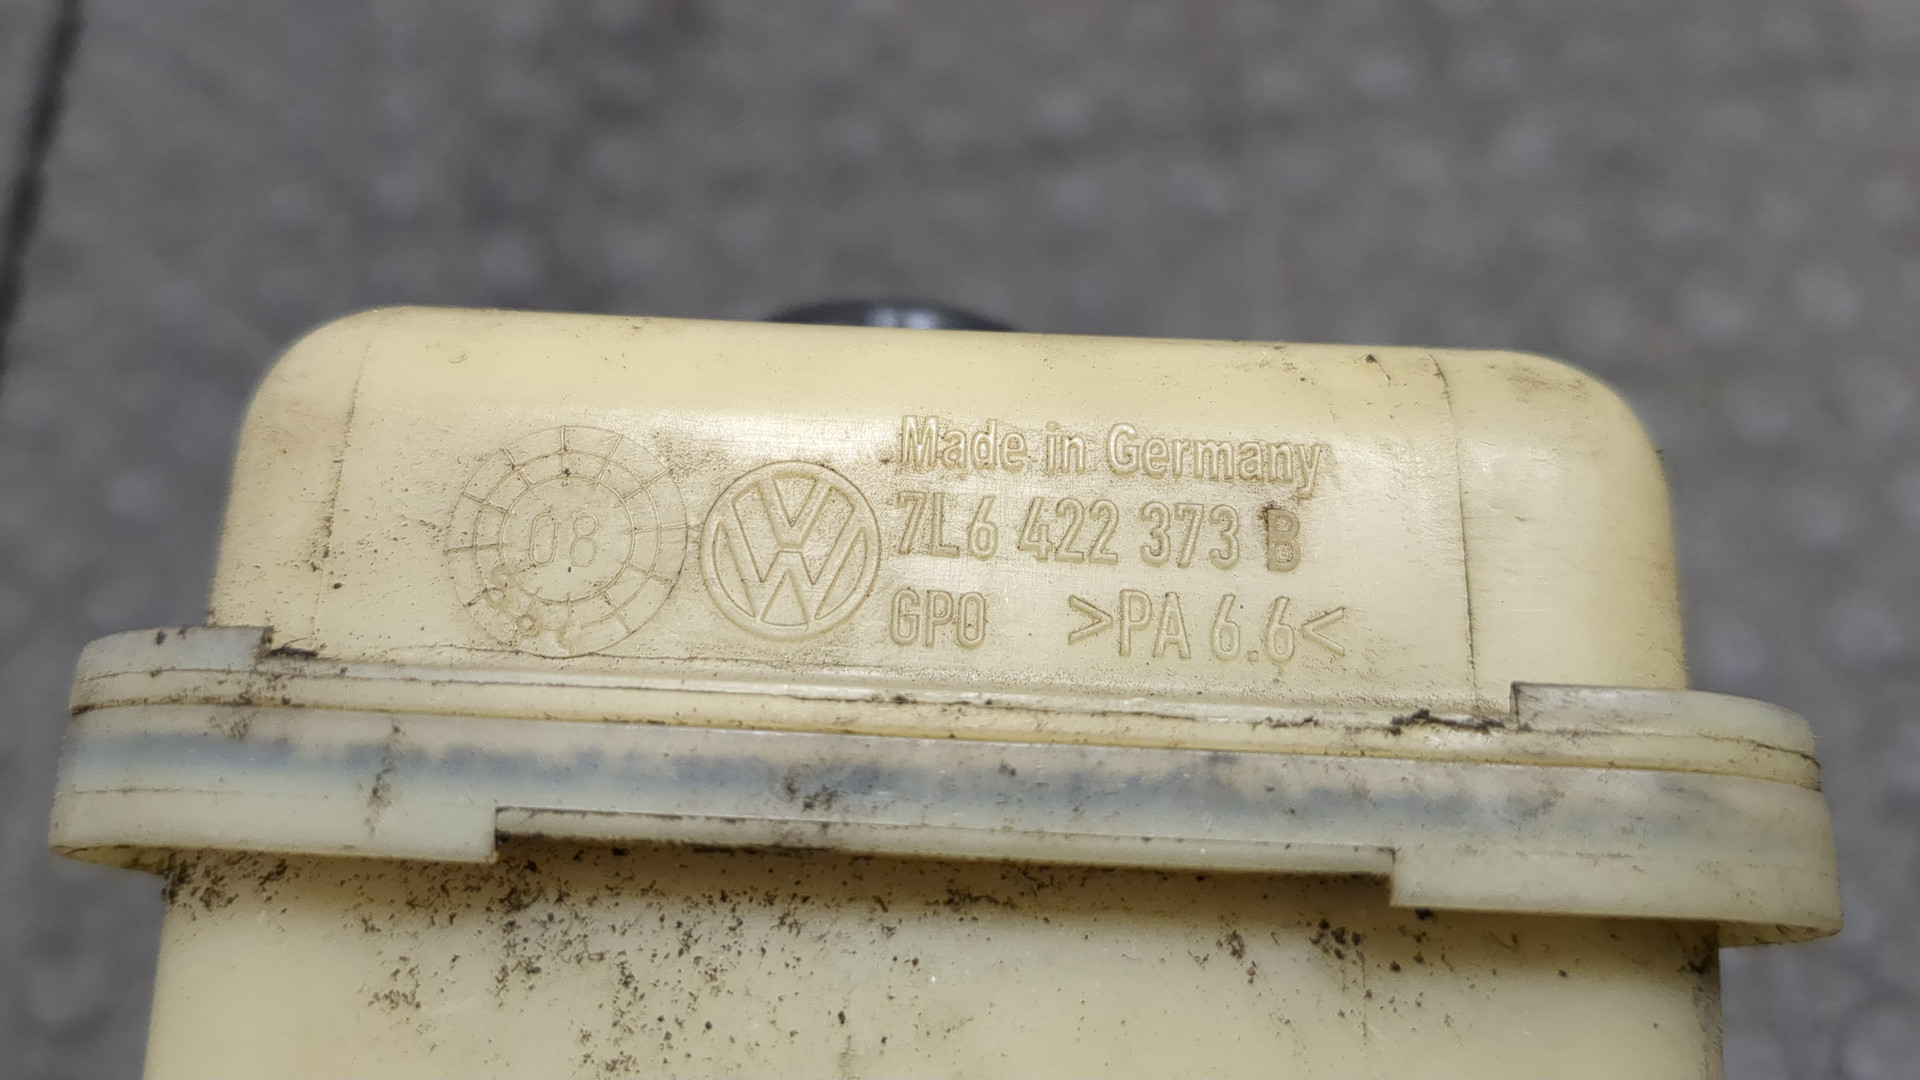 08
Made in Germany
7L6 422 373 B
GPO >PA 6.6<